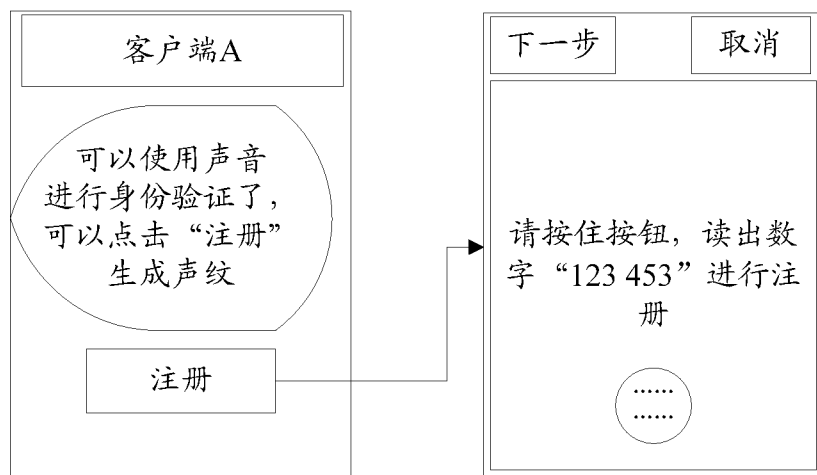 客户端A
可以使用声音
进行身份验证了，
可以点击“注册”
生成声纹
注册
下一步
取消
请按住按钮，读出数
字“123 453”进行注
册
······
······